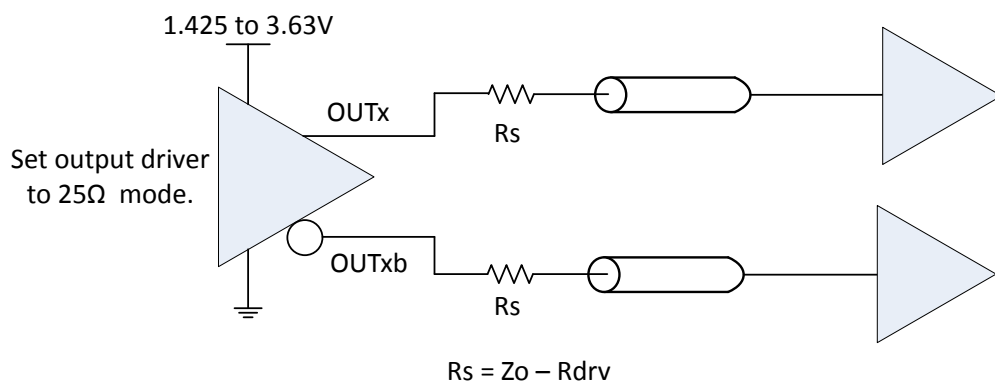 1.425 to 3.63V
OUTx
Rs
Set output driver
to 25Ω mode.
OUTxb
Rs
Rs = Zo – Rdrv